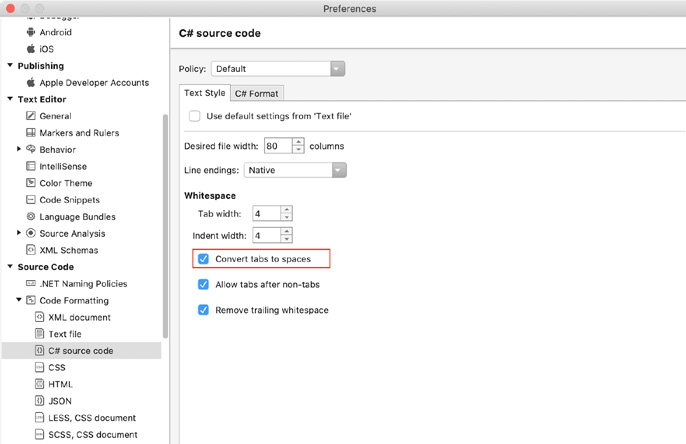 Preferences
Debugger
Android
iOS
Publishing
Apple Developer Accounts
Text Editor
General
Markers and Rulers
Behavior
IntelliSense
Color Theme
Code Snippets
Language Bundles
Source Analysis
XML Schemas
Source Code
.NET Naming Policies
Code Formatting
XML document
Text file
C# source code
CSS
HTML
JSON
LESS, CSS document
SCSS, CSS document
C# source code
Policy: Default
Text Style C# Format
Use default settings from 'Text file'
Desired file width: 80 columns
Line endings: Native
Whitespace
Tab width: 4
Indent width: 4
Convert tabs to spaces
Allow tabs after non-tabs
Remove trailing whitespace